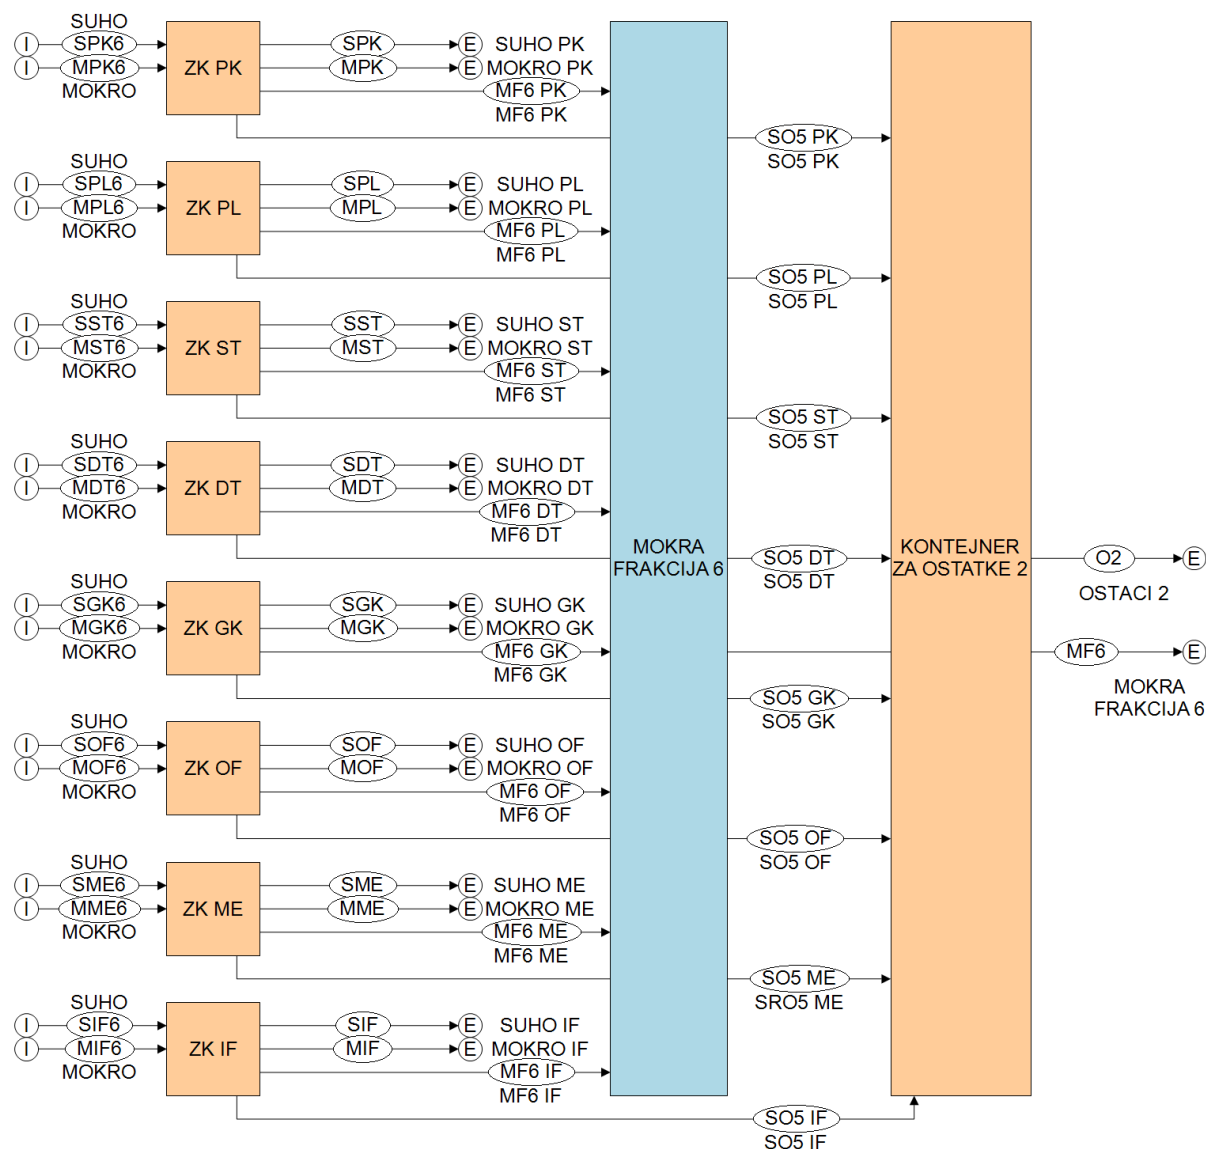 SUHO
I SPK6 SPK E SUHO PK
I MPK6 ZK PK MPK E MOKRO PK
MOKRO MF6 PK
MF6 PK
SO5 PK
SO5 PK
SUHO
I SPL6 SPL E SUHO PL
I MPL6 ZK PL MPL E MOKRO PL
MOKRO MF6 PL
MF6 PL
SO5 PL
SO5 PL
SUHO
I SST6 SST E SUHO ST
I MST6 ZK ST MST E MOKRO ST
MOKRO MF6 ST
MF6 ST
SO5 ST
SO5 ST
SUHO
I SDT6 SDT E SUHO DT
I MDT6 ZK DT MDT E MOKRO DT
MOKRO MF6 DT
MF6 DT
MOKRA
FRAKCIJA 6
SO5 DT
SO5 DT
KONTEJNER
ZA OSTATKE 2
O2 E
OSTACI 2
SUHO
I SGK6 SGK E SUHO GK
I MGK6 ZK GK MGK E MOKRO GK
MOKRO MF6 GK
MF6 GK
MF6 E
MOKRA
FRAKCIJA 6
SO5 GK
SO5 GK
SUHO
I SOF6 SOF E SUHO OF
I MOF6 ZK OF MOF E MOKRO OF
MOKRO MF6 OF
MF6 OF
SO5 OF
SO5 OF
SUHO
I SME6 SME E SUHO ME
I MME6 ZK ME MME E MOKRO ME
MOKRO MF6 ME
MF6 ME
SO5 ME
SRO5 ME
SUHO
I SIF6 SIF E SUHO IF
I MIF6 ZK IF MIF E MOKRO IF
MOKRO MF6 IF
MF6 IF
SO5 IF
SO5 IF